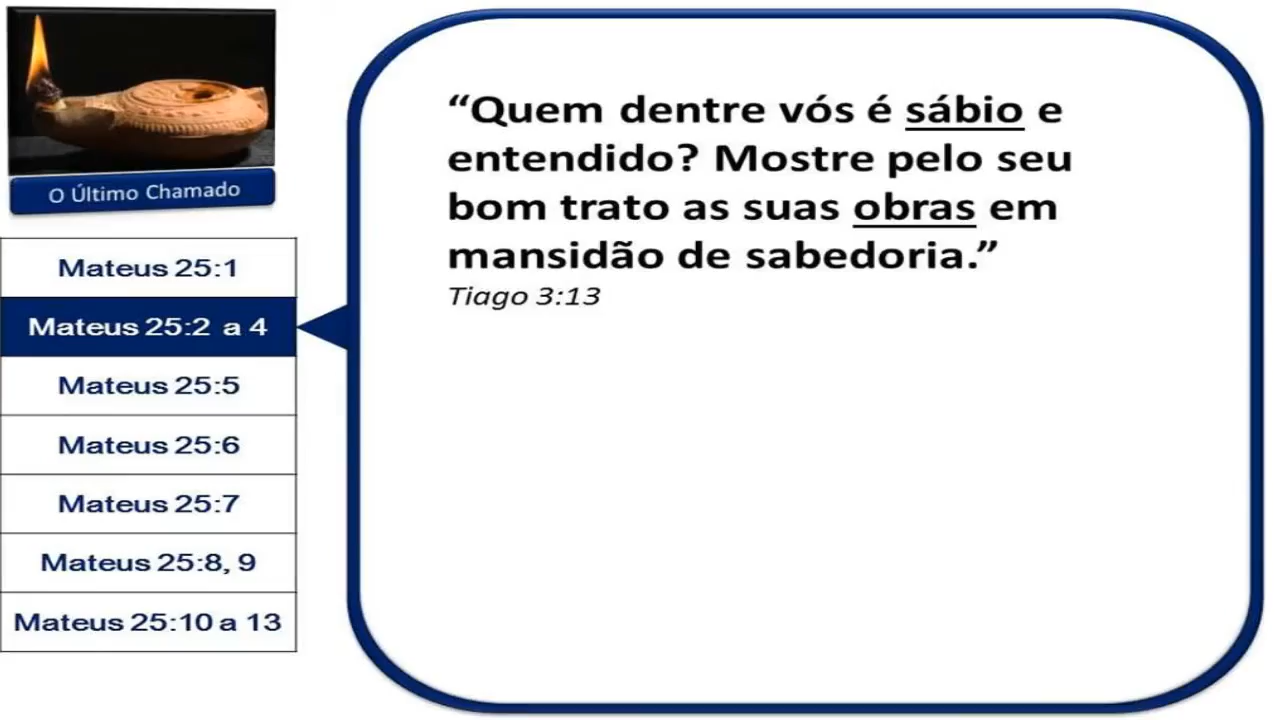 O Último Chamado
Mateus 25:1
Mateus 25:2 a 4
Mateus 25:5
Mateus 25:6
Mateus 25:7
Mateus 25:8, 9
Mateus 25:10 a 13
“Quem dentre vós é sábio e
entendido? Mostre pelo seu
bom trato as suas obras em
mansidão de sabedoria.”
Tiago 3:13